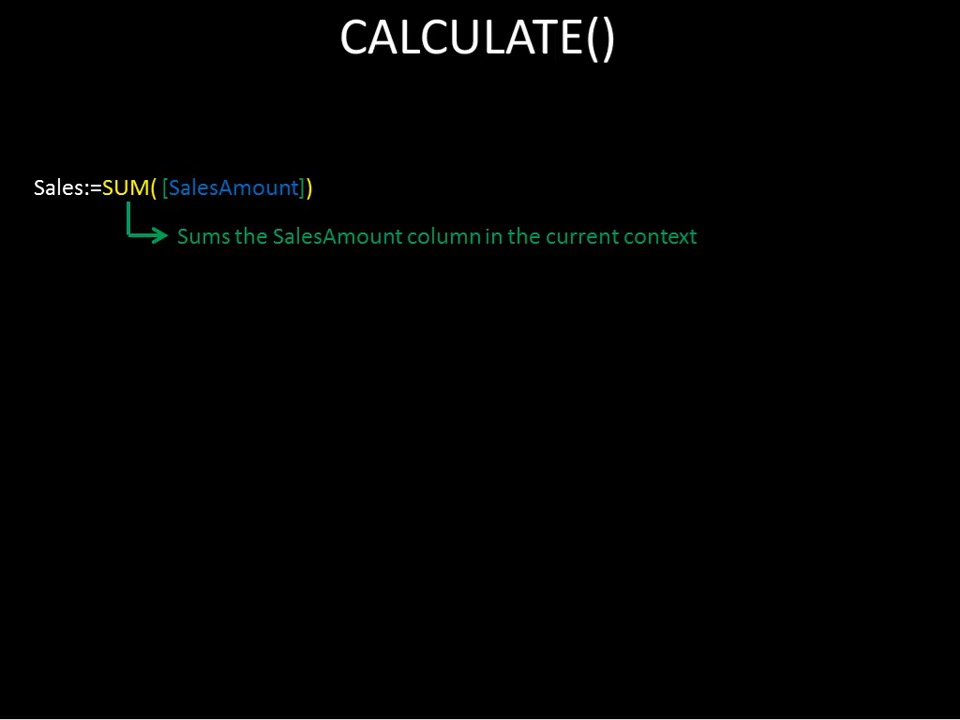 CALCULATE()
Sales:=SUM( [SalesAmount])
Sums the SalesAmount column in the current context